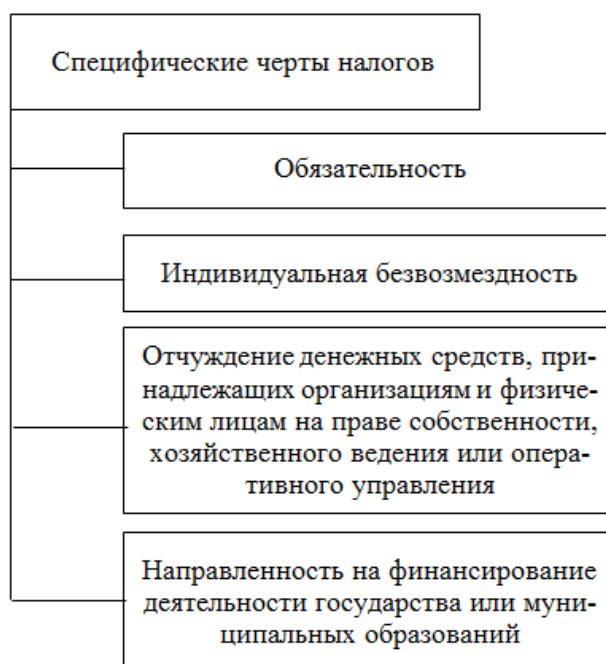 Специфические черты налогов
Обязательность
Индивидуальная безвозмездность
Отчуждение денежных средств, при-
надлежащих организациям и физиче-
ским лицам на праве собственности,
хозяйственного ведения или опера-
тивного управления
Направленность на финансирование
деятельности государства или муни-
ципальных образований